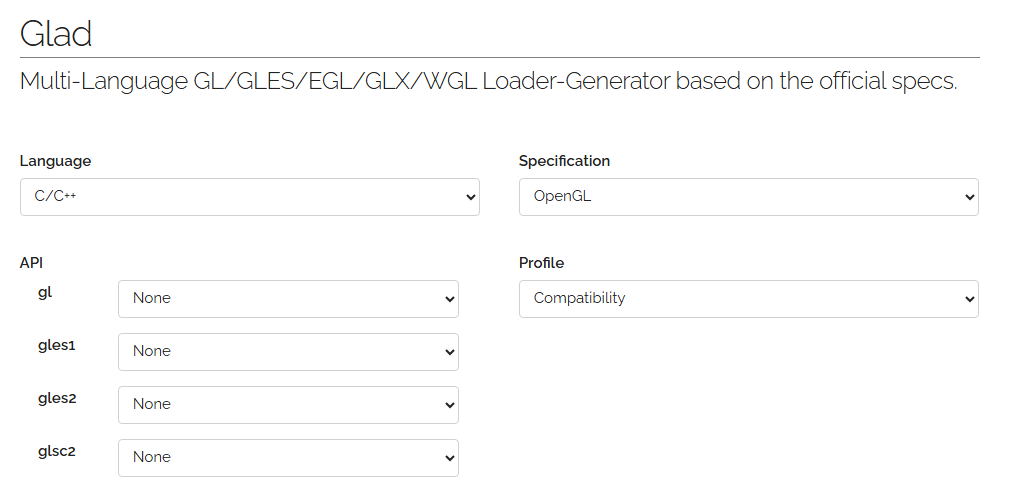 Glad
Multi-Language GL/GLES/EGL/GLX/WGL Loader-Generator based on the official specs.
Language
C/C++
Specification
OpenGL
API
gl
None
gles1
None
gles2
None
glsc2
None
Profile
Compatibility